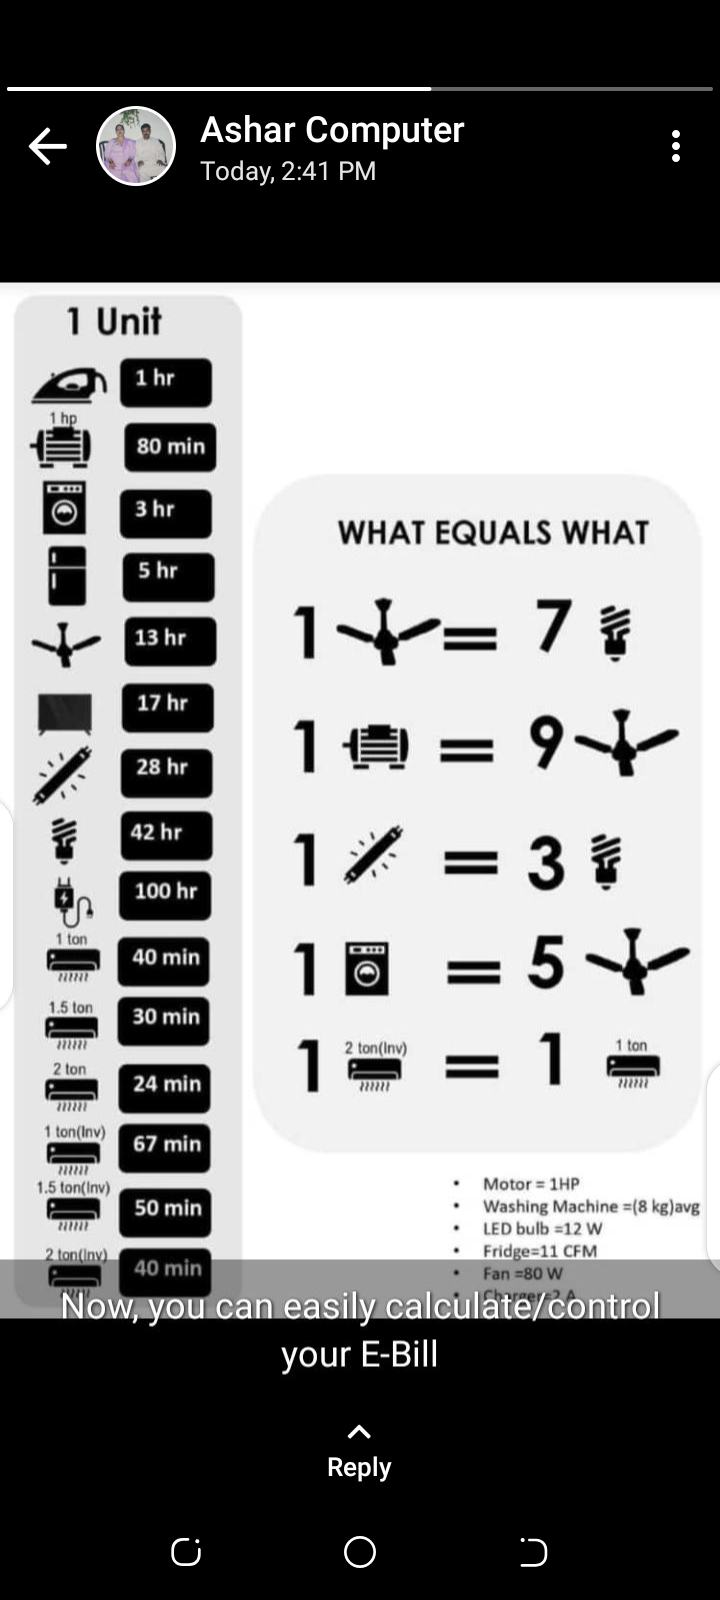 Ashar Computer
Today, 2:41 PM
1 Unit
1 hr
1 hp
80 min
3 hr
5 hr
13 hr
17 hr
28 hr
42 hr
100 hr
1 ton
40 min
1.5 ton
30 min
2 ton
24 min
1 ton(Inv)
67 min
1.5 ton(Inv)
50 min
2 ton(Inv)
40 min
WHAT EQUALS WHAT
1 = 7
1 = 9
1 = 3
1 = 5
1 2 ton(Inv) = 1 1 ton
• Motor = 1HP
• Washing Machine =(8 kg)avg
• LED bulb =12 W
• Fridge=11 CFM
• Fan =80 W
• Charger=2 A
Now, you can easily calculate/control
your E-Bill
Reply